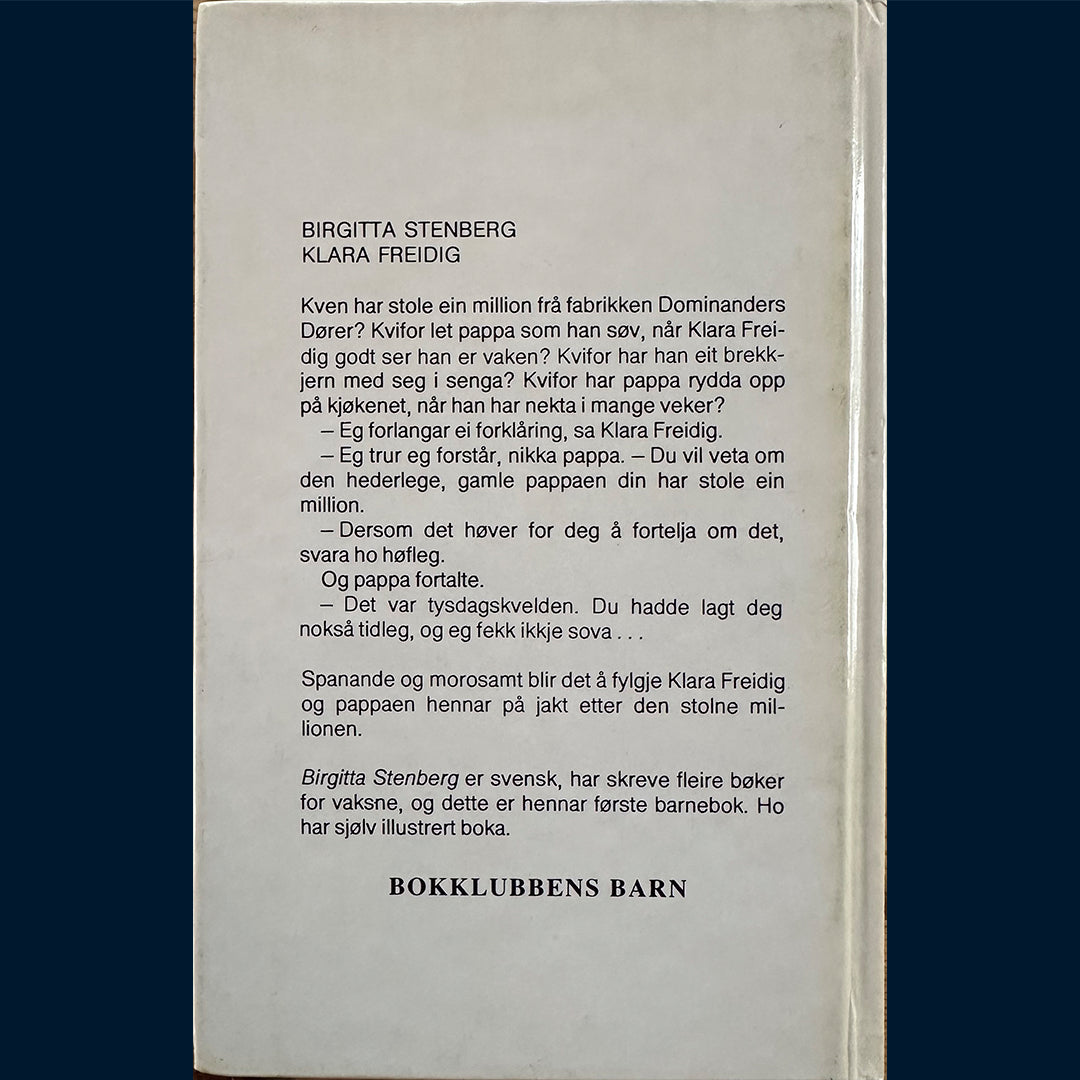 BIRGITTA STENBERG
KLARA FREIDIG
Kven har stole ein million frå fabrikken Dominanders
Dører? Kvifor let pappa som han søv, når Klara Frei-
dig godt ser han er vaken? Kvifor har han eit brekk-
jern med seg i senga? Kvifor har pappa rydda opp
på kjøkenet, når han har nekta i mange veker?
– Eg forlangar ei forklåring, sa Klara Freidig.
– Eg trur eg forstår, nikka pappa. – Du vil veta om
den hederlege, gamle pappaen din har stole ein
million.
– Dersom det høver for deg å fortelja om det,
svara ho høfleg.
Og pappa fortalte.
– Det var tysdagskvelden. Du hadde lagt deg
nokså tidleg, og eg fekk ikkje sova . . .
Spanande og morosamt blir det å fylgje Klara Freidig
og pappaen hennar på jakt etter den stolne mil-
lionen.
Birgitta Stenberg er svensk, har skreve fleire bøker
for vaksne, og dette er hennar første barnebok. Ho
har sjølv illustrert boka.
BOKKLUBBENS BARN